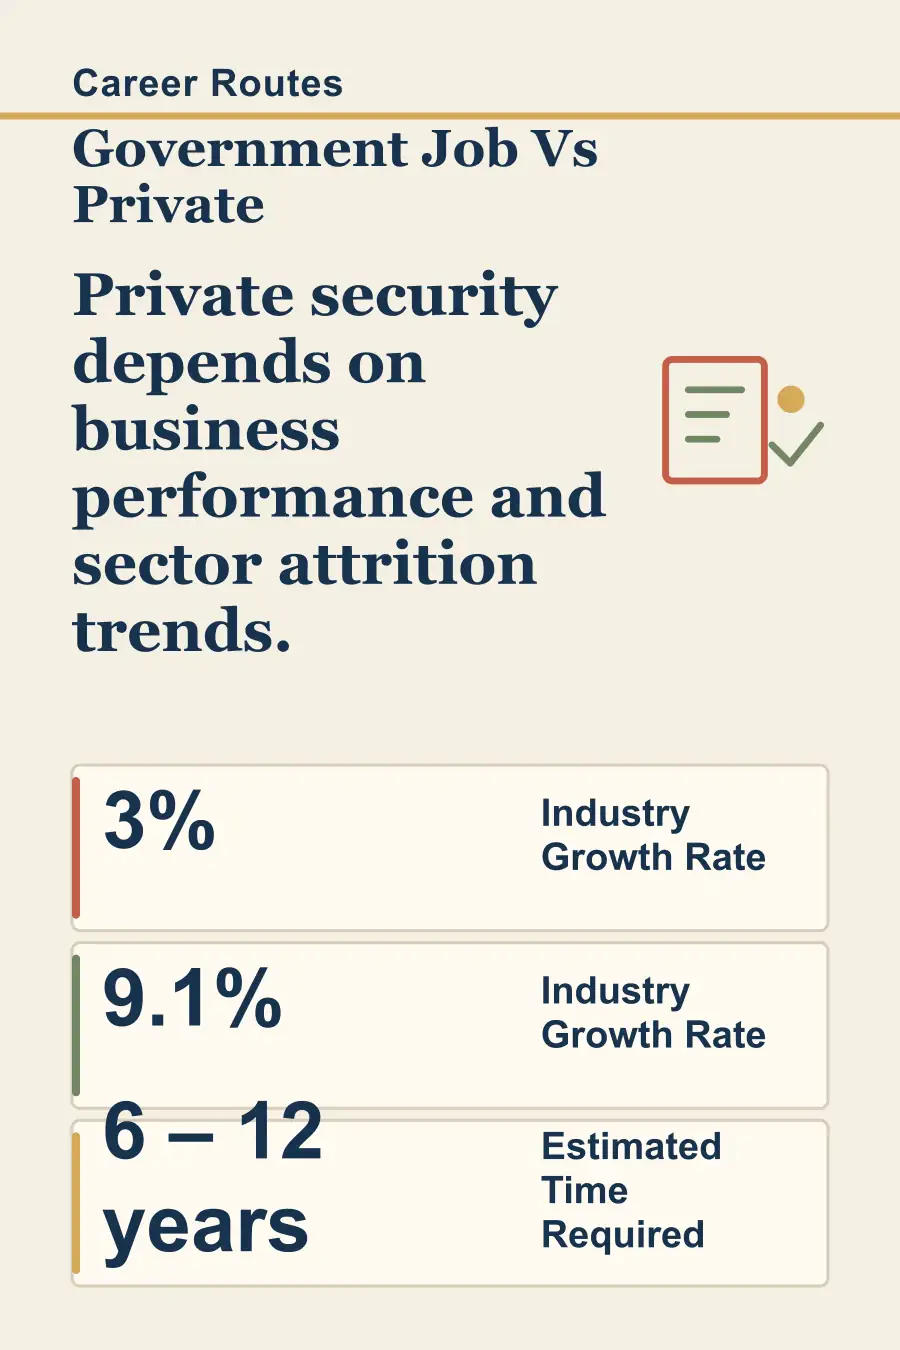 Career Routes
Government Job Vs
Private
Private security
depends on
business
performance and
sector attrition
trends.
3%
Industry
Growth Rate
9.1%
Industry
Growth Rate
6 – 12
years
Estimated
Time
Required